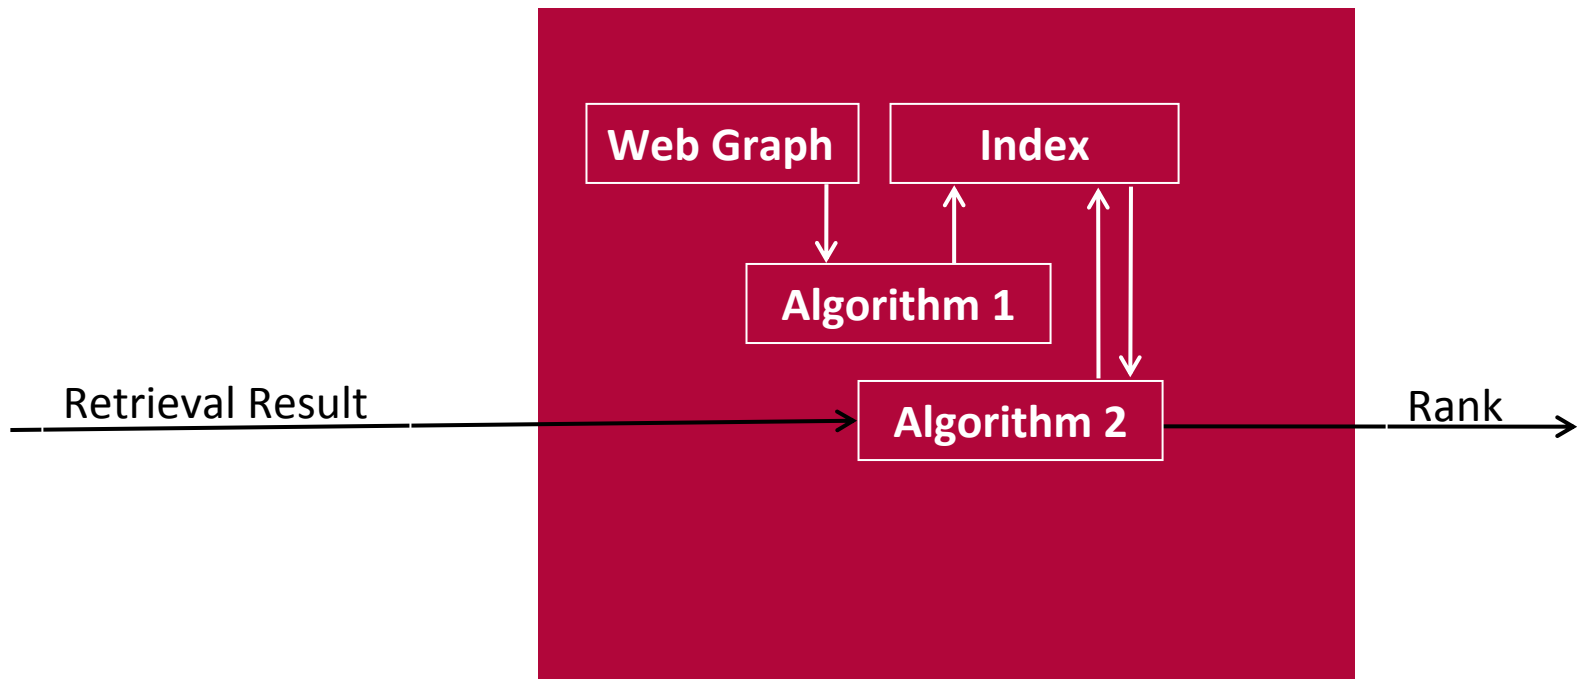 Web Graph
Index
Algorithm 1
Retrieval Result
Algorithm 2
Rank